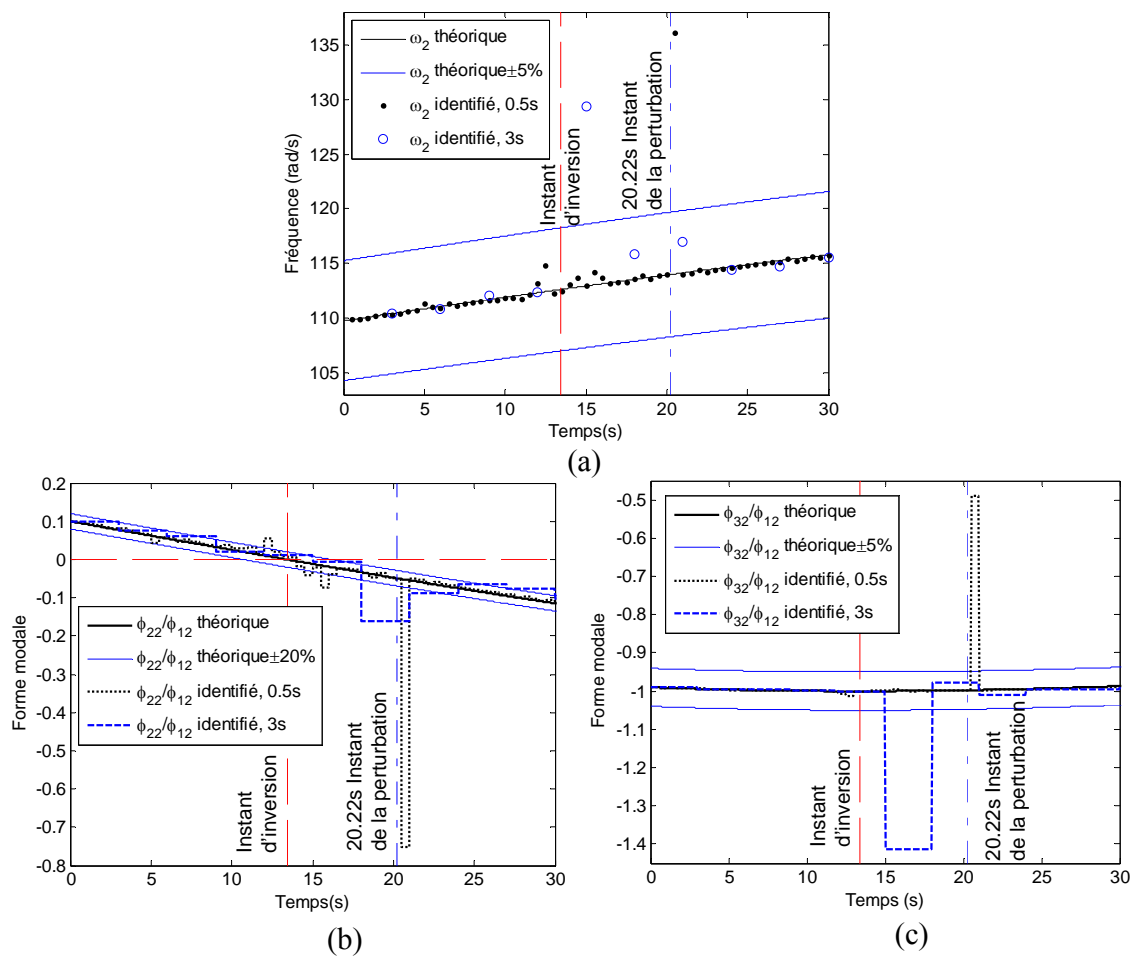 135
130
125
120
115
110
105
Fréquence (rad/s)
ω2 théorique
ω2 théorique±5%
ω2 identifié, 0.5s
ω2 identifié, 3s
Instant
d'inversion
20.22s Instant
de la perturbation
0 5 10 15 20 25 30
Temps(s)
(a)
0.2
0.1
0
-0.1
-0.2
-0.3
-0.4
-0.5
-0.6
-0.7
-0.8
Forme modale
ϕ22/ϕ12 théorique
ϕ22/ϕ12 théorique±20%
ϕ22/ϕ12 identifié, 0.5s
ϕ22/ϕ12 identifié, 3s
Instant
d'inversion
20.22s Instant
de la perturbation
0 5 10 15 20 25 30
Temps(s)
(b)
-0.5
-0.6
-0.7
-0.8
-0.9
-1
-1.1
-1.2
-1.3
-1.4
Forme modale
ϕ32/ϕ12 théorique
ϕ32/ϕ12 théorique±5%
ϕ32/ϕ12 identifié, 0.5s
ϕ32/ϕ12 identifié, 3s
Instant
d'inversion
20.22s Instant
de la perturbation
0 5 10 15 20 25 30
Temps (s)
(c)